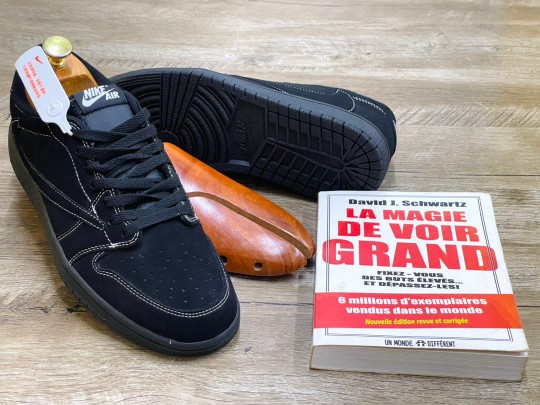 NIKE
AIR
David J. Schwartz
LA MAGIE
DE VOIR
GRAND
FIXEZ - VOUS
DES BUTS ÉLEVÉS...
ET DÉPASSEZ-LES!
6 millions d'exemplaires
vendus dans le monde
Nouvelle édition revue et corrigée
UN MONDE DIFFÉRENT